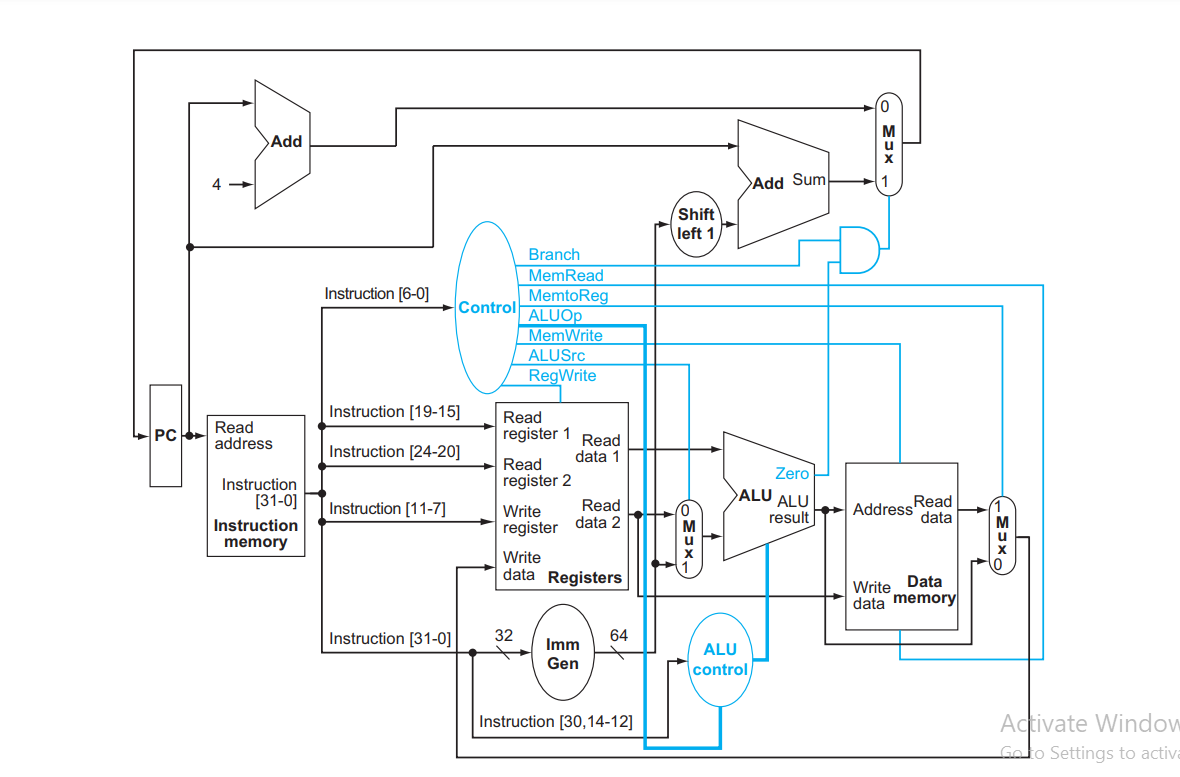 0
M
u
x
1
Add
4
Add Sum
Shift
left 1
Branch
MemRead
Instruction [6-0]
MemtoReg
Control
ALUOp
MemWrite
ALUSrc
RegWrite
Instruction [19-15]
Read
register 1
Read
data 1
PC
Read
address
Instruction [24-20]
Read
register 2
Zero
Instruction
[31-0]
Instruction [11-7]
Write
register
Read
data 2
0
M
u
x
1
ALU
ALU
result
Address
Read
data
1
M
u
x
0
Instruction
memory
Write
data
Registers
Write
data
Data
memory
Instruction [31-0]
32
Imm
Gen
64
ALU
control
Instruction [30,14-12]
Activate Window
Go to Settings to activa